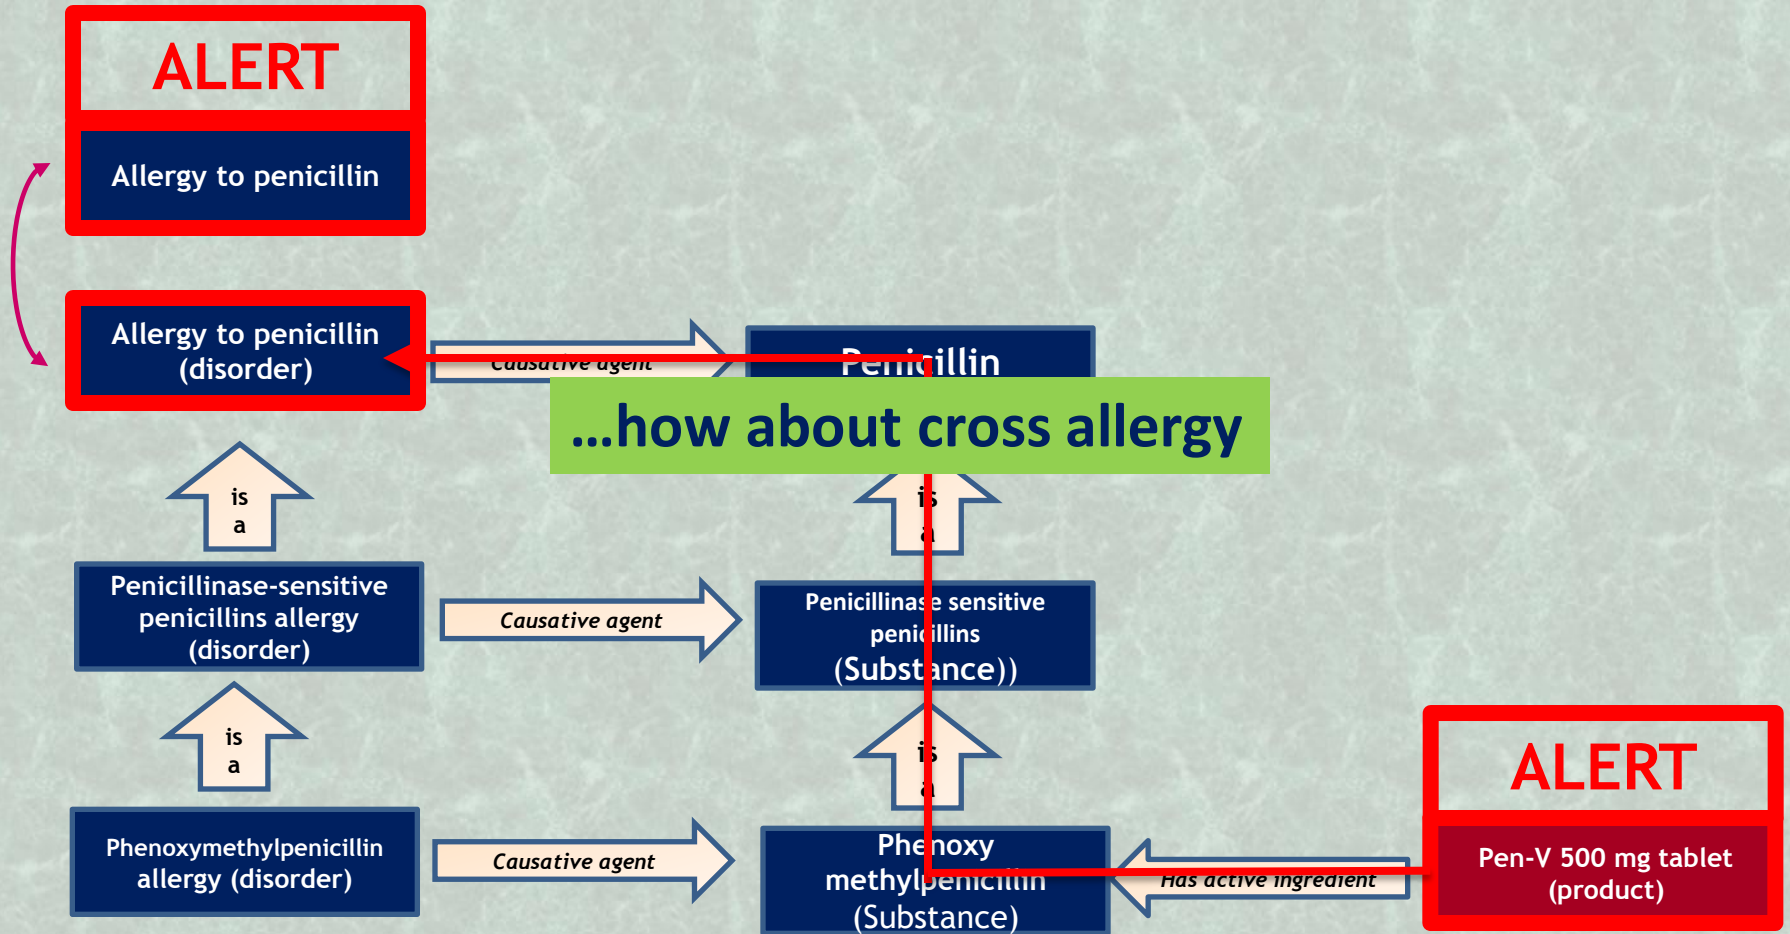 ALERT
Allergy to penicillin
Allergy to penicillin
(disorder)
Causative agent
Penicillin
...how about cross allergy
is
a
is
a
Penicillinase-sensitive
penicillins allergy
(disorder)
Causative agent
Penicillinase sensitive
penicillins
(Substance))
is
a
is
a
ALERT
Phenoxymethylpenicillin
allergy (disorder)
Causative agent
Phenoxy
methylpenicillin
(Substance)
Has active ingredient
Pen-V 500 mg tablet
(product)